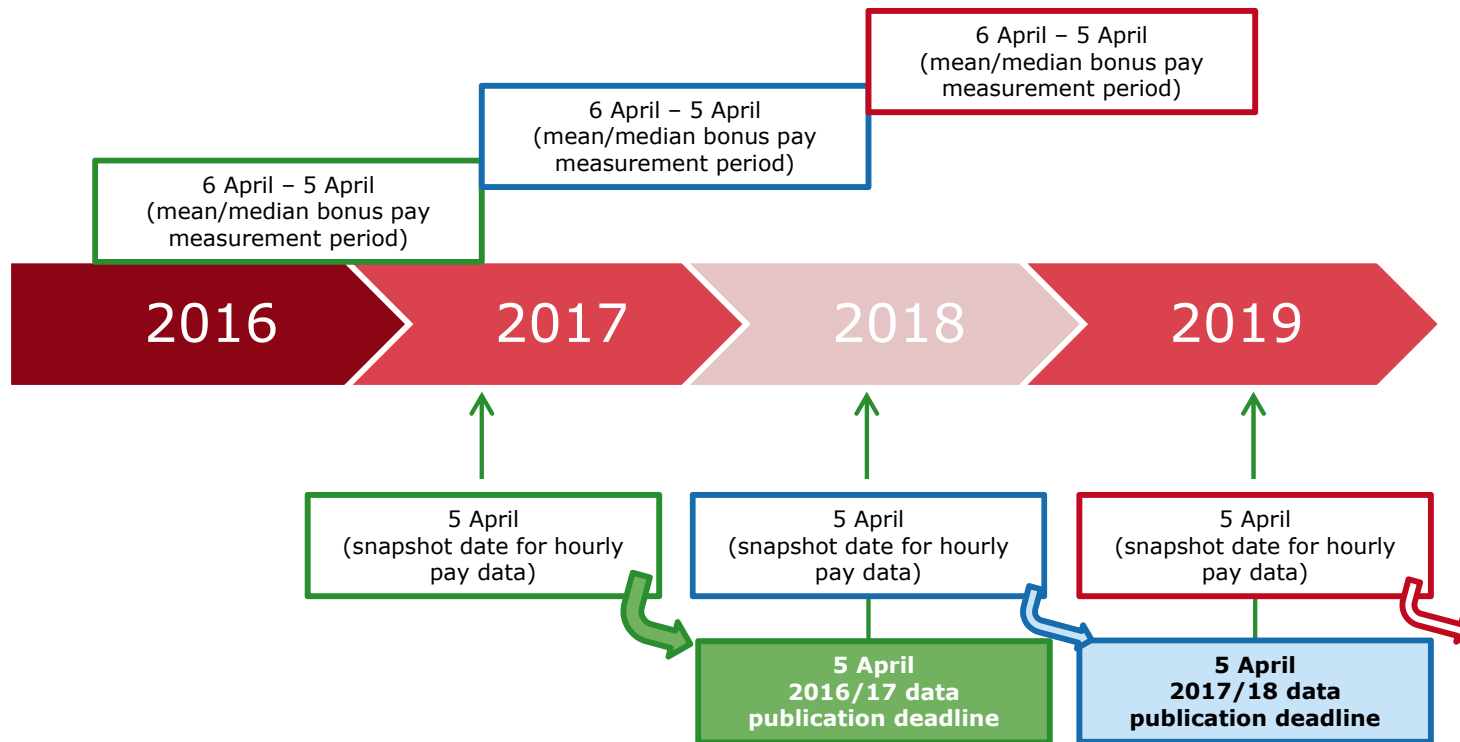 6 April – 5 April
(mean/median bonus pay
measurement period)
6 April – 5 April
(mean/median bonus pay
measurement period)
6 April – 5 April
(mean/median bonus pay
measurement period)
2016
2017
2018
2019
5 April
(snapshot date for hourly
pay data)
5 April
(snapshot date for hourly
pay data)
5 April
(snapshot date for hourly
pay data)
5 April
2016/17 data
publication deadline
5 April
2017/18 data
publication deadline